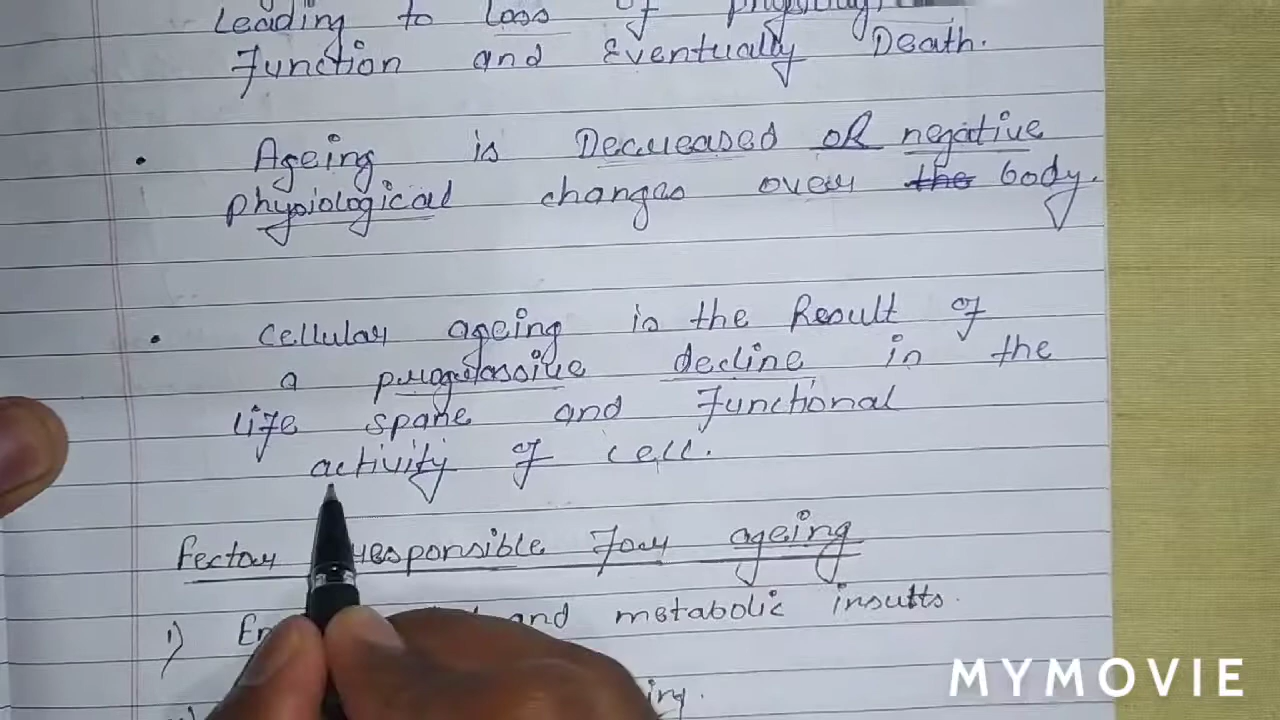 Leading to Loss of
Function and Eventually Death.
• Ageing is Decreased OR negative
physiological changes over the body.
• Cellular ageing is the Result of
a progressive decline in the
life spane and Functional
activity of cell.
Fector responsible For ageing
i) and metabolic insults.
MYMOVIE